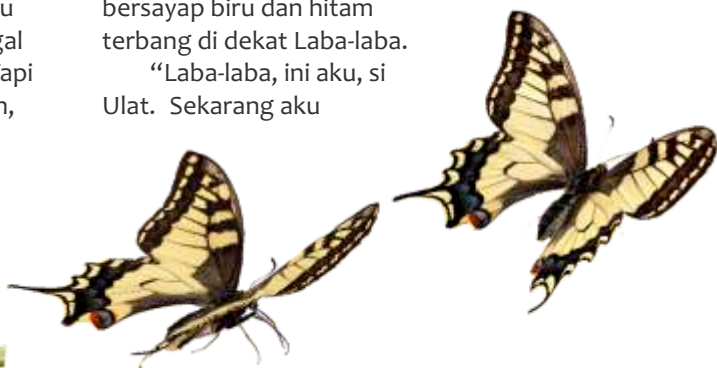 bersayap biru dan hitam
terbang di dekat Laba-laba.
“Laba-laba, ini aku, si
Ulat. Sekarang aku